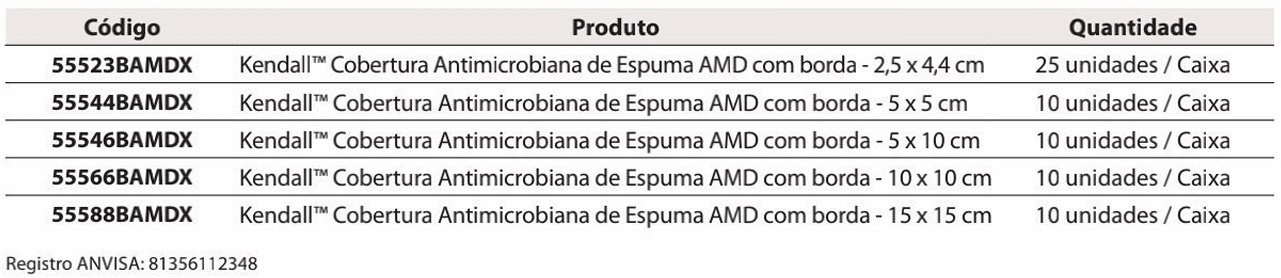 Código Produto Quantidade
55523BAMDX Kendall™ Cobertura Antimicrobiana de Espuma AMD com borda - 2,5 x 4,4 cm 25 unidades / Caixa
55544BAMDX Kendall™ Cobertura Antimicrobiana de Espuma AMD com borda - 5 x 5 cm 10 unidades / Caixa
55546BAMDX Kendall™ Cobertura Antimicrobiana de Espuma AMD com borda - 5 x 10 cm 10 unidades / Caixa
55566BAMDX Kendall™ Cobertura Antimicrobiana de Espuma AMD com borda - 10 x 10 cm 10 unidades / Caixa
55588BAMDX Kendall™ Cobertura Antimicrobiana de Espuma AMD com borda - 15 x 15 cm 10 unidades / Caixa
Registro ANVISA: 81356112348